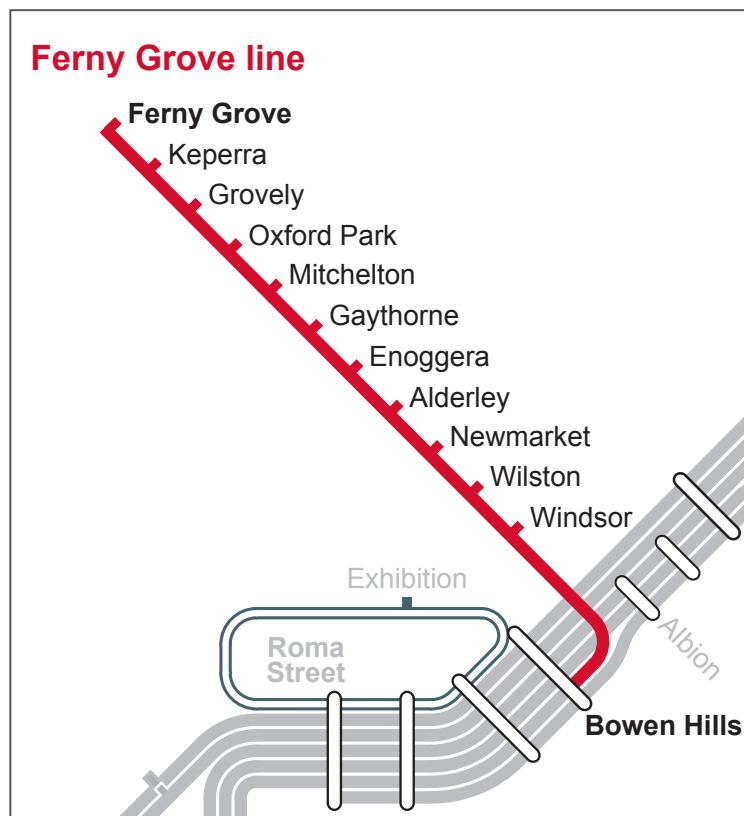 Ferny Grove line
Ferny Grove
Keperra
Grovely
Oxford Park
Mitchelton
Gaythorne
Enoggera
Alderley
Newmarket
Wilston
Windsor
Exhibition
Roma
Street
Albion
Bowen Hills